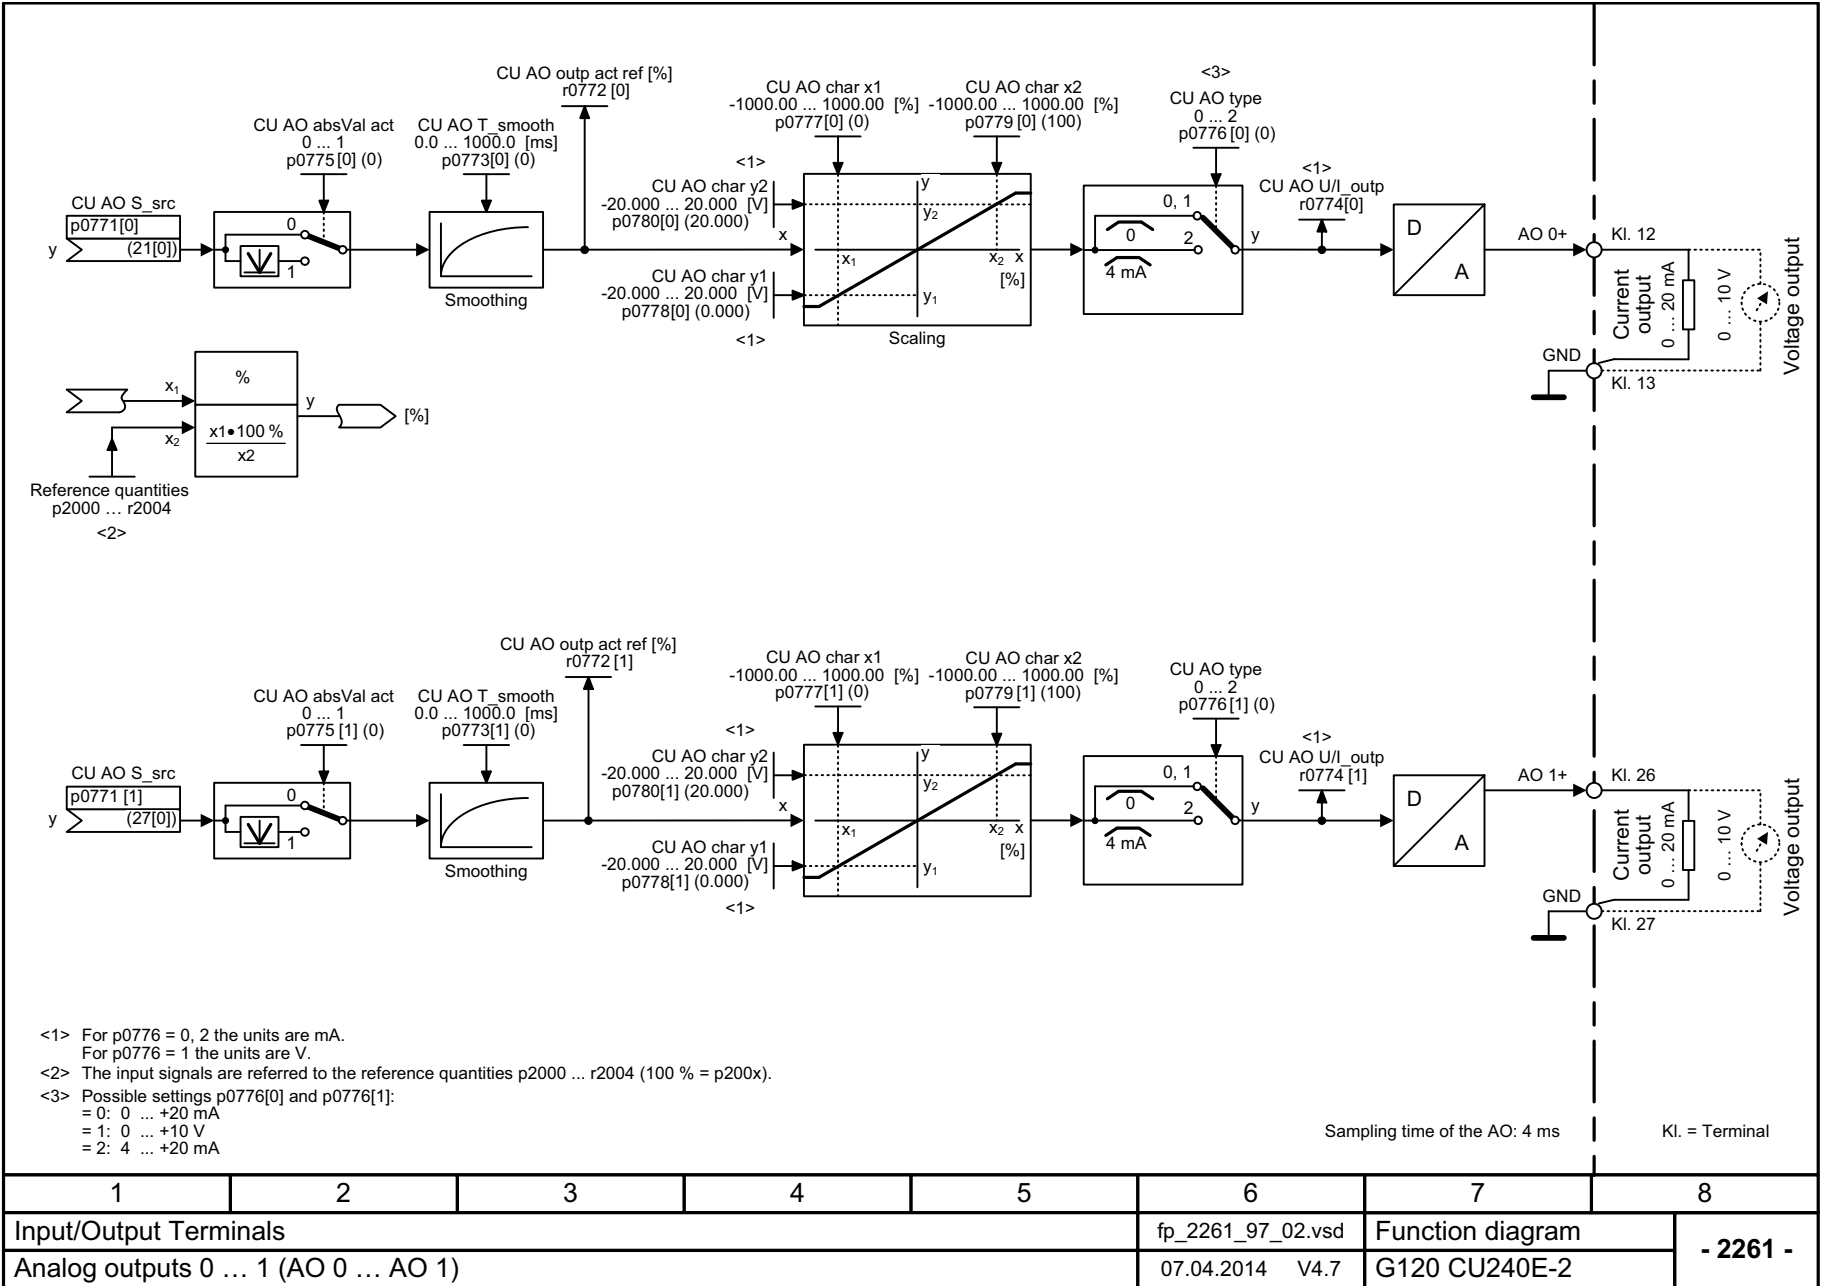 CU AO outp act ref [%]
r0772 [0]
CU AO absVal act
0 ... 1
p0775 [0] (0)
CU AO T_smooth
0.0 ... 1000.0 [ms]
p0773[0] (0)
CU AO char x1
-1000.00 ... 1000.00 [%]
p0777[0] (0)
CU AO char x2
-1000.00 ... 1000.00 [%]
p0779 [0] (100)
<3>
CU AO type
0 ... 2
p0776 [0] (0)
<1>
CU AO U/I_outp
r0774[0]
CU AO S_src
p0771[0]
(21[0])
y
0
1
Smoothing
<1>
CU AO char y2
-20.000 ... 20.000 [V]
p0780[0] (20.000)
x
CU AO char y1
-20.000 ... 20.000 [V]
p0778[0] (0.000)
<1>
y
y2
x1
x2 x
[%]
y1
Scaling
0, 1
0
2
4 mA
y
D
A
AO 0+
Kl. 12
Current output
0 ... 20 mA
0 ... 10 V
Voltage output
GND
Kl. 13
x1
x2
%
x1•100 %
x2
y
[%]
Reference quantities
p2000 … r2004
<2>
CU AO outp act ref [%]
r0772 [1]
CU AO absVal act
0 ... 1
p0775 [1] (0)
CU AO T_smooth
0.0 ... 1000.0 [ms]
p0773[1] (0)
CU AO char x1
-1000.00 ... 1000.00 [%]
p0777[1] (0)
CU AO char x2
-1000.00 ... 1000.00 [%]
p0779 [1] (100)
CU AO type
0 ... 2
p0776[1] (0)
<1>
CU AO U/I_outp
r0774 [1]
CU AO S_src
p0771 [1]
(27[0])
y
0
1
Smoothing
<1>
CU AO char y2
-20.000 ... 20.000 [V]
p0780[1] (20.000)
x
CU AO char y1
-20.000 ... 20.000 [V]
p0778[1] (0.000)
<1>
y
y2
x1
x2 x
[%]
y1
0, 1
0
2
4 mA
y
D
A
AO 1+
Kl. 26
Current output
0 ... 20 mA
0 ... 10 V
Voltage output
GND
Kl. 27
<1> For p0776 = 0, 2 the units are mA.
For p0776 = 1 the units are V.
<2> The input signals are referred to the reference quantities p2000 ... r2004 (100 % = p200x).
<3> Possible settings p0776[0] and p0776[1]:
= 0: 0 ... +20 mA
= 1: 0 ... +10 V
= 2: 4 ... +20 mA
Sampling time of the AO: 4 ms
Kl. = Terminal
1 2 3 4 5 6 7 8
Input/Output Terminals
fp_2261_97_02.vsd
Function diagram
- 2261 -
Analog outputs 0 … 1 (AO 0 … AO 1)
07.04.2014 V4.7
G120 CU240E-2